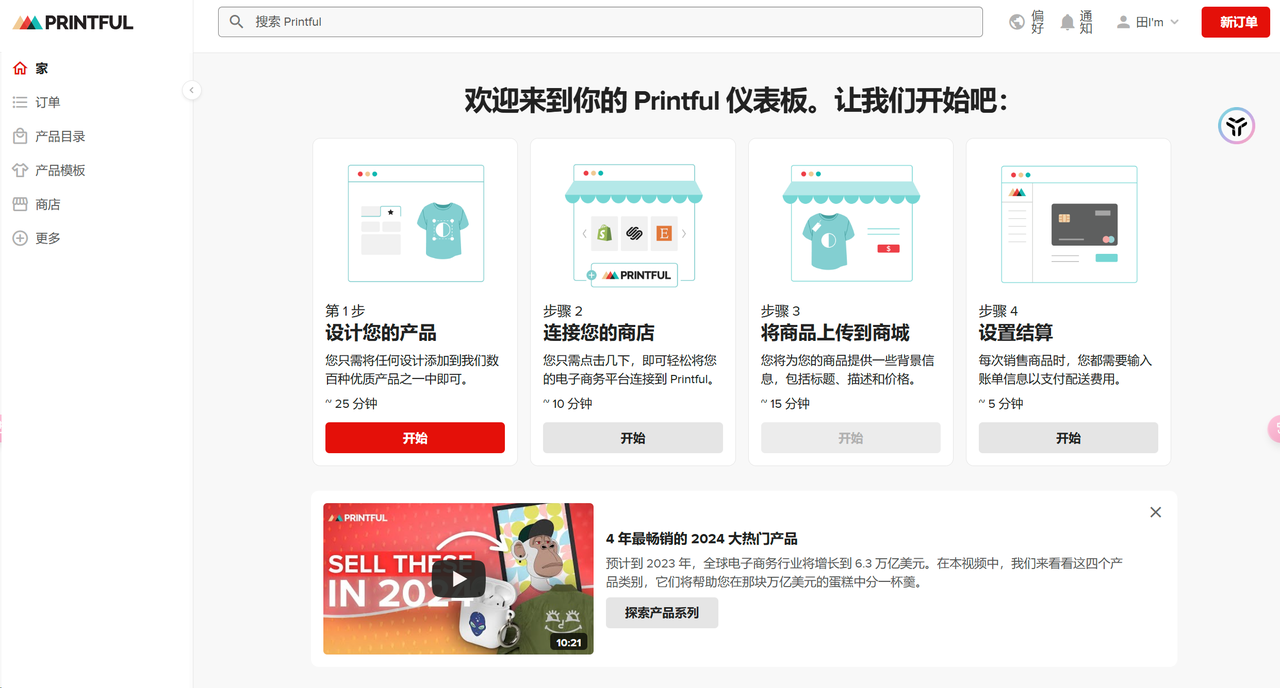 PRINTFUL
搜索 Printful
偏好
通知
田I'm
新订单
家
订单
产品目录
产品模板
商店
更多
欢迎来到你的 Printful 仪表板。让我们开始吧：
第 1 步
设计您的产品
您只需将任何设计添加到我们数
百种优质产品之一中即可。
~ 25 分钟
开始
PRINTFUL
步骤 2
连接您的商店
您只需点击几下，即可轻松将您
的电子商务平台连接到 Printful。
~ 10 分钟
开始
$
步骤 3
将商品上传到商城
您将为您的商品提供一些背景信
息，包括标题、描述和价格。
~ 15 分钟
开始
步骤 4
设置结算
每次销售商品时，您都需要输入
账单信息以支付配送费用。
~ 5 分钟
开始
PRINTFUL
SELL THESE
IN 2024
10:21
4 年最畅销的 2024 大热门产品
预计到 2023 年，全球电子商务行业将增长到 6.3 万亿美元。在本视频中，我们来看看这四个产
品类别，它们将帮助您在那块万亿美元的蛋糕中分一杯羹。
探索产品系列